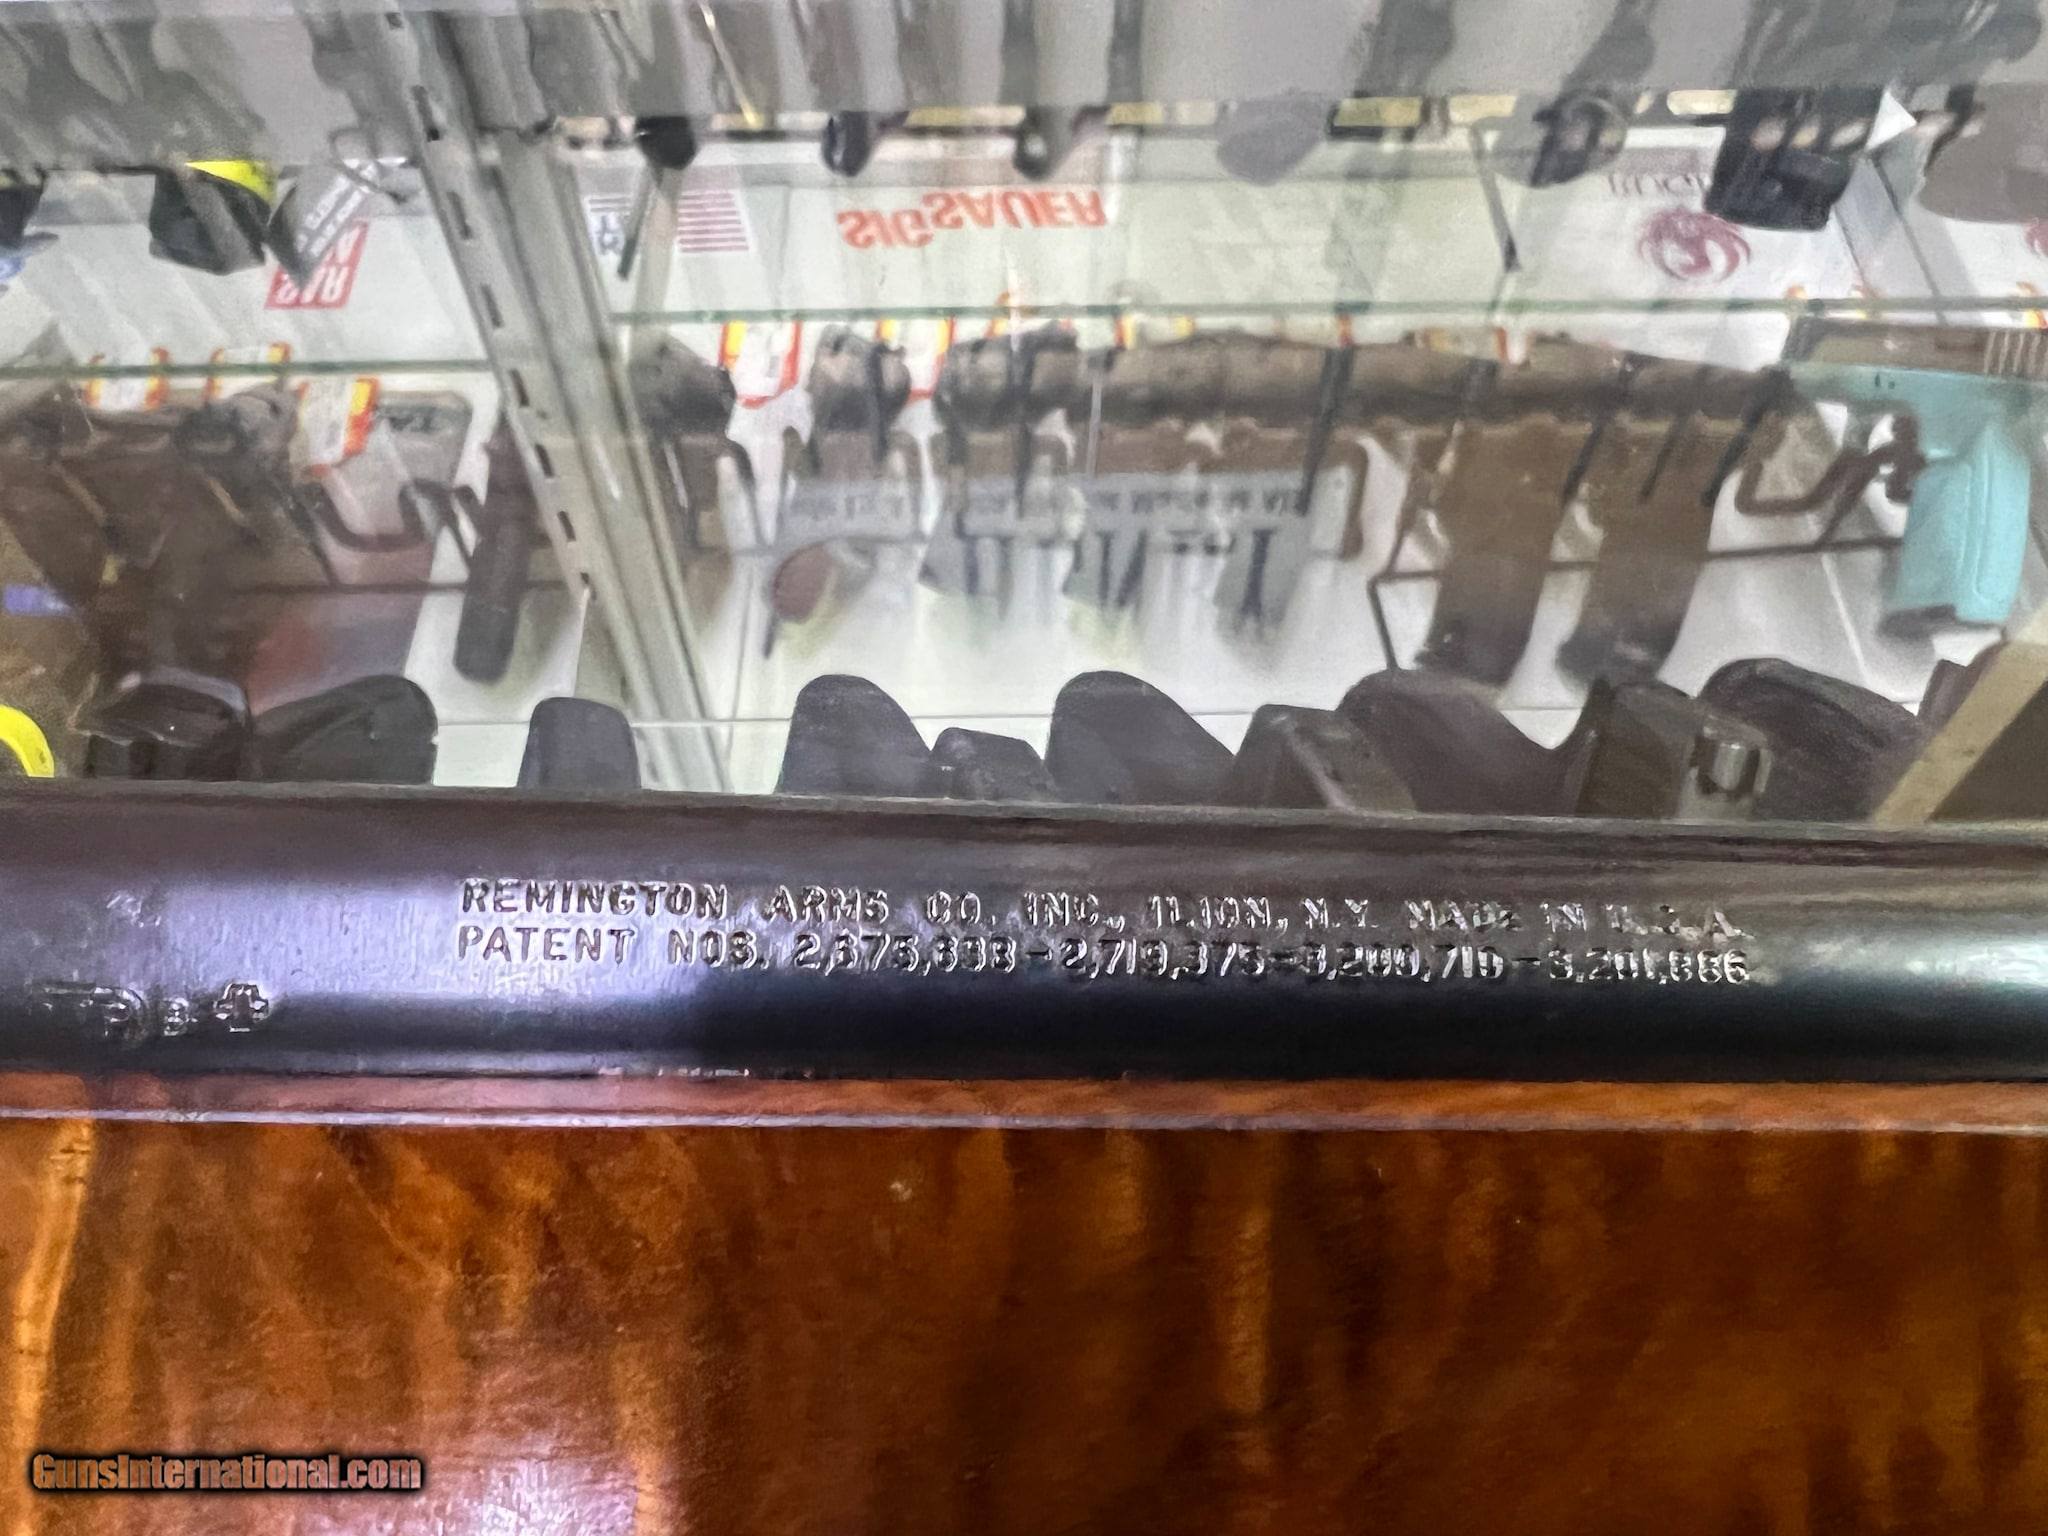 SAR
SIGSAUER
REMINGTON ARMS CO. INC., ILION, N.Y. MADE IN U.S.A.
PATENT NOS. 2,675,638-2,719,375-3,200,710-3,201,886
GunsInternational.com